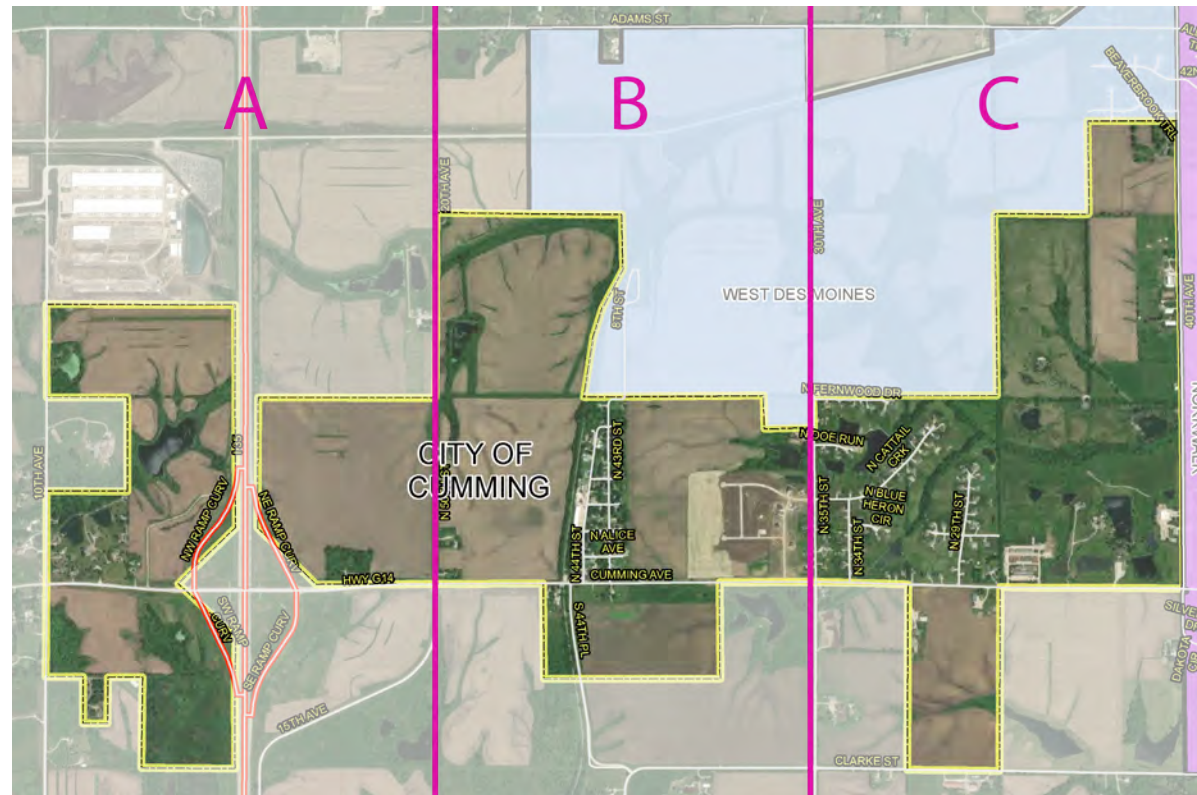 ADAMS ST
A
B
C
BEAVERBROOK TRL
20TH AVE
30TH AVE
8TH ST
WEST DES MOINES
40TH AVE
N FERNWOOD DR
10TH AVE
I-35
CITY OF
CUMMING
N 43RD ST
N DOE RUN
N CATTAIL
CRK
NW RAMP CURV
NE RAMP CURV
N BLUE
HERON
CIR
N 35TH ST
N 34TH ST
N 29TH ST
N 44TH ST
N ALICE
AVE
HWY G14
CUMMING AVE
SW RAMP
CURV
SE RAMP CURV
S 44TH PL
15TH AVE
DAKOTA
CLARKE ST